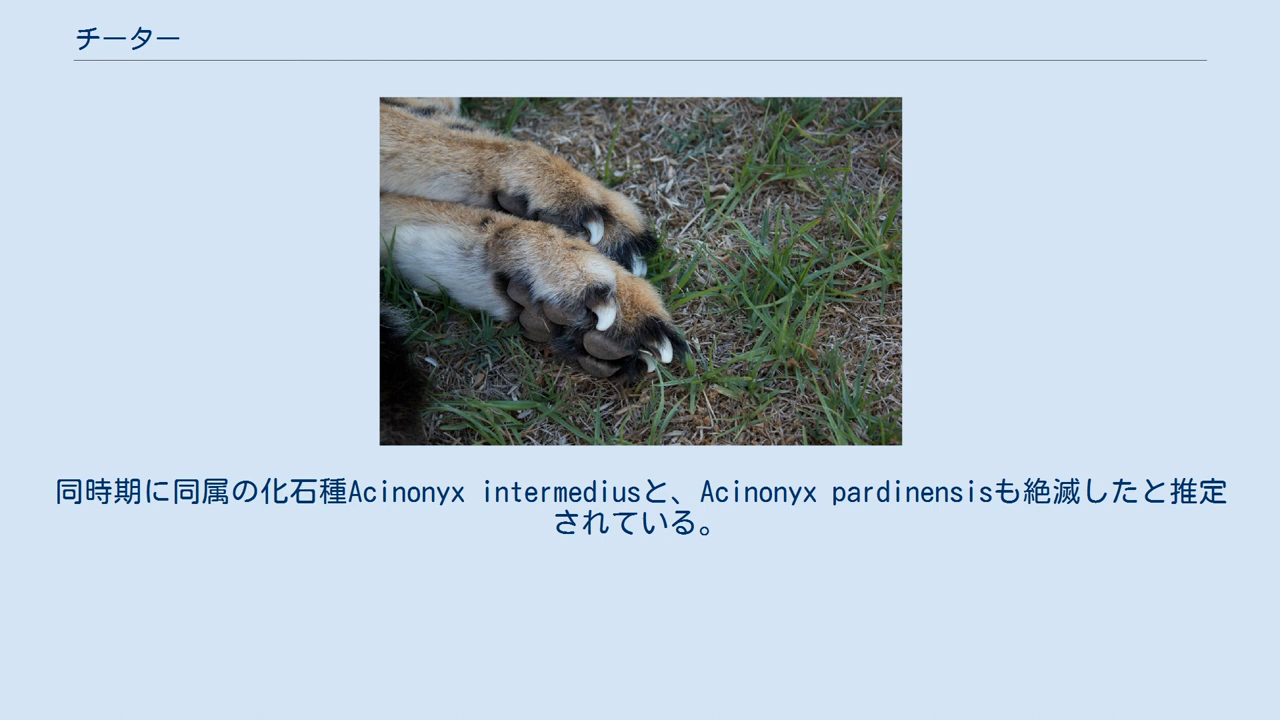 チーター
同時期に同属の化石種Acinonyx intermediusと、Acinonyx pardinensisも絶滅したと推定
されている。